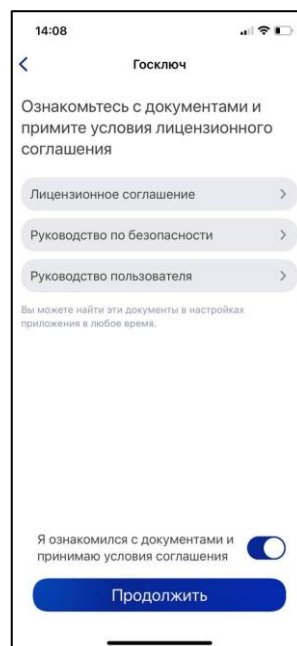 14:08
Госключ
Ознакомьтесь с документами и
примите условия лицензионного
соглашения
Лицензионное соглашение
Руководство по безопасности
Руководство пользователя
Вы можете найти эти документы в настройках
приложения в любое время.
Я ознакомился с документами и
принимаю условия соглашения
Продолжить